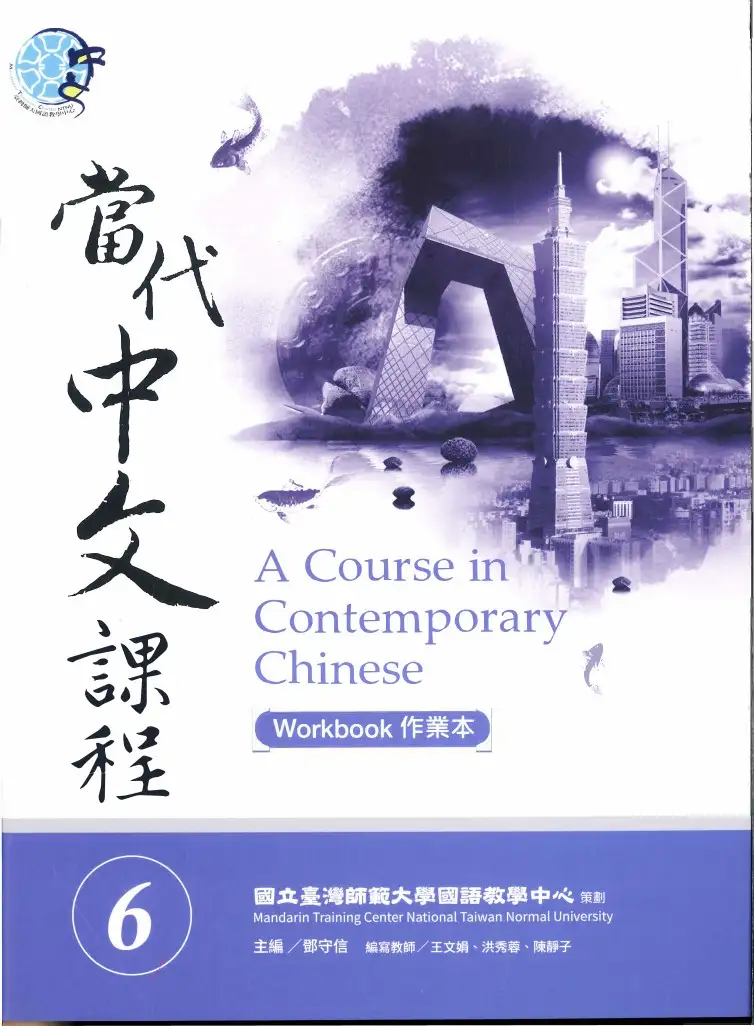 當代中文課程
A Course in
Contemporary
Chinese
Workbook 作業本
6
國立臺灣師範大學國語教學中心 策劃
Mandarin Training Center National Taiwan Normal University
主編／鄧守信 編寫教師／王文娟、洪秀蓉、陳靜子